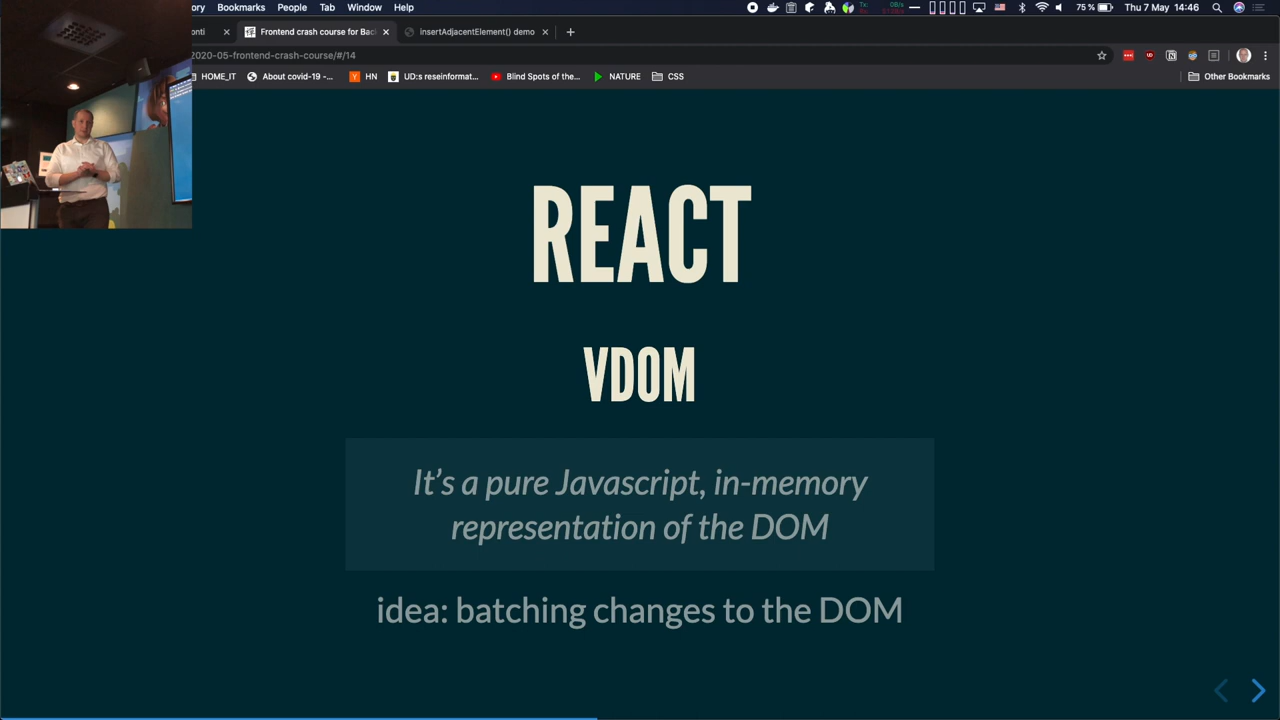 ory Bookmarks People Tab Window Help 75 % Thu 7 May 14:46
onti Frontend crash course for Bac insertAdjacentElement() demo
2020-05-frontend-crash-course/#/14
HOME_IT About covid-19 -... HN UD:s reseinformat... Blind Spots of the... NATURE CSS Other Bookmarks
REACT
VDOM
It's a pure Javascript, in-memory
representation of the DOM
idea: batching changes to the DOM